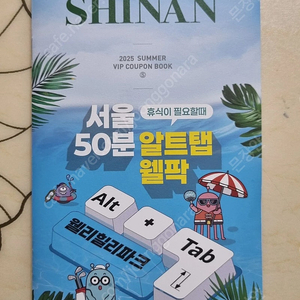 SHINAN
2025 SUMMER
VIP COUPON BOOK
서울
휴식이 필요할때
50분 알트탭
웰팍
Alt
+
Tab
웰리힐리파크